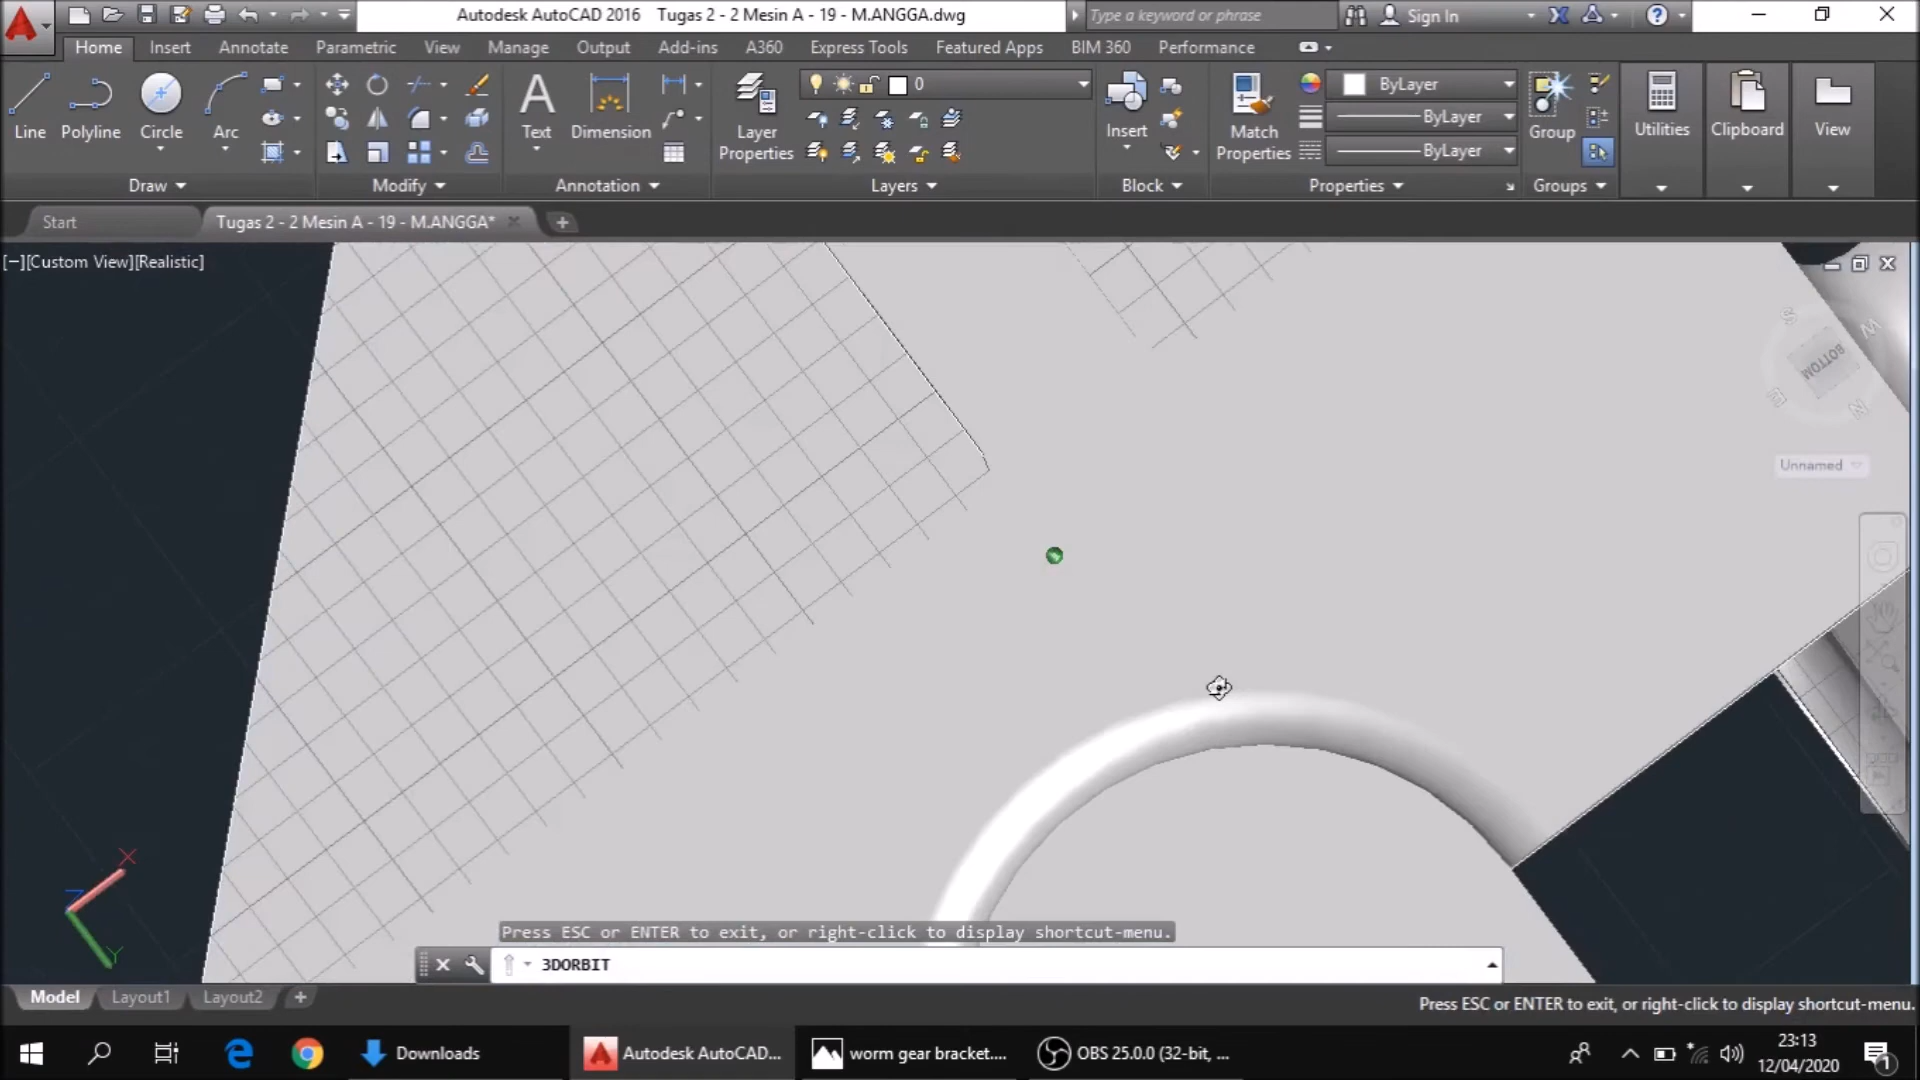 Autodesk AutoCAD 2016 Tugas 2 - 2 Mesin A - 19 - M.ANGGA.dwg
Type a keyword or phrase
Sign In
Home Insert Annotate Parametric View Manage Output Add-ins A360 Express Tools Featured Apps BIM 360 Performance
Line Polyline Circle Arc
Text Dimension
Layer Properties
0
Insert
Match Properties
ByLayer
ByLayer
ByLayer
Group
Utilities Clipboard View
Draw Modify Annotation Layers Block Properties Groups
Start Tugas 2 - 2 Mesin A - 19 - M.ANGGA*
[−][Custom View][Realistic]
S W
BOTTOM
E N
Unnamed
X
Z
Y
Press ESC or ENTER to exit, or right-click to display shortcut-menu.
3DORBIT
Model Layout1 Layout2
Press ESC or ENTER to exit, or right-click to display shortcut-menu.
Downloads Autodesk AutoCAD... worm gear bracket.... OBS 25.0.0 (32-bit, ...
23:13
12/04/2020
1